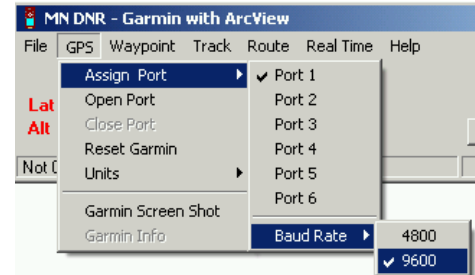 MN DNR - Garmin with ArcView
File GPS Waypoint Track Route Real Time Help
Assign Port
Port 1
Open Port
Port 2
Lat
Close Port
Port 3
Alt
Reset Garmin
Port 4
Not
Units
Port 5
Port 6
Garmin Screen Shot
Garmin Info
Baud Rate
4800
9600